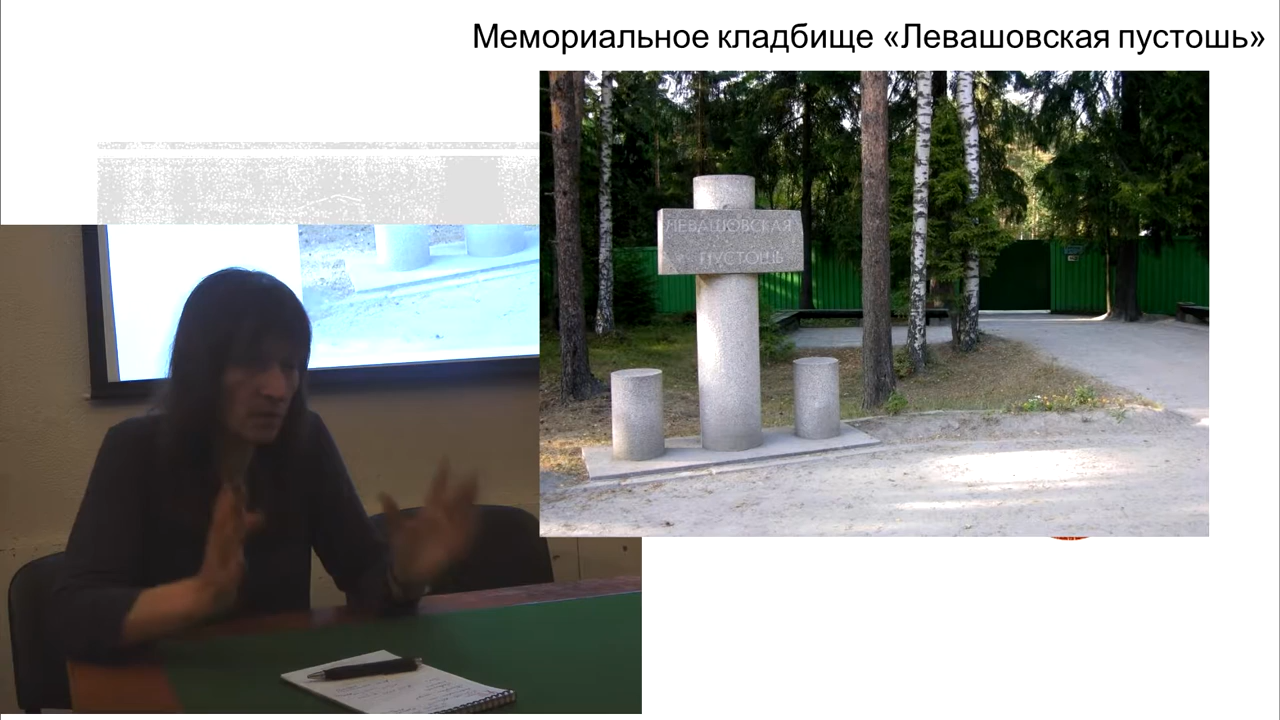 Мемориальное кладбище «Левашовская пустошь»
ЛЕВАШОВСКАЯ
ПУСТОШЬ